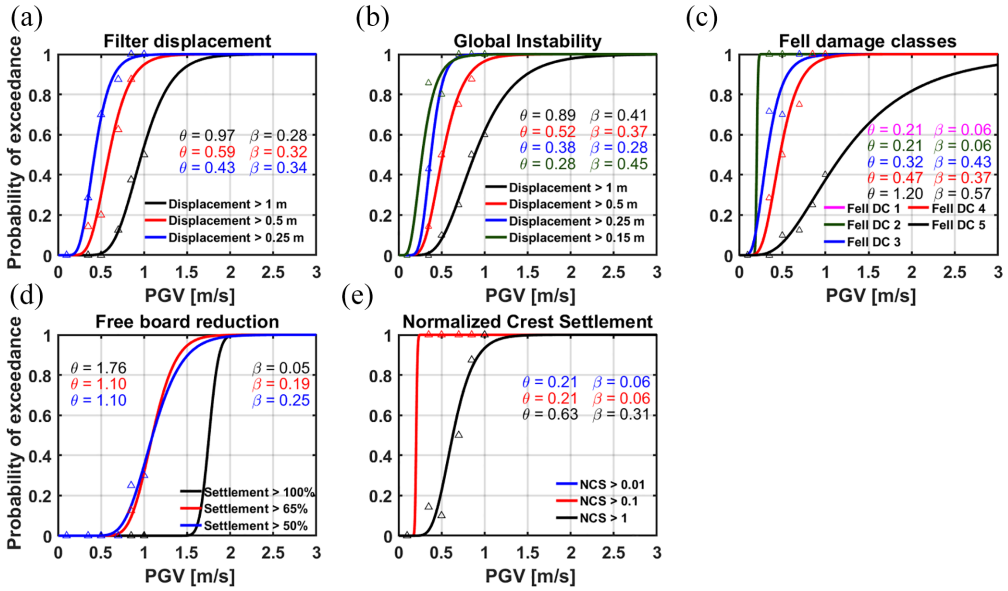 (a)
Filter displacement
Probability of exceedance
1
0.8
0.6
0.4
0.2
0
θ = 0.97 β = 0.28
θ = 0.59 β = 0.32
θ = 0.43 β = 0.34
Displacement > 1 m
Displacement > 0.5 m
Displacement > 0.25 m
0 0.5 1 1.5 2 2.5 3
PGV [m/s]
(b)
Global Instability
1
0.8
0.6
0.4
0.2
0
θ = 0.89 β = 0.41
θ = 0.52 β = 0.37
θ = 0.38 β = 0.28
θ = 0.28 β = 0.45
Displacement > 1 m
Displacement > 0.5 m
Displacement > 0.25 m
Displacement > 0.15 m
0 0.5 1 1.5 2 2.5 3
PGV [m/s]
(c)
Fell damage classes
1
0.8
0.6
0.4
0.2
0
θ = 0.21 β = 0.06
θ = 0.21 β = 0.06
θ = 0.32 β = 0.43
θ = 0.47 β = 0.37
θ = 1.20 β = 0.57
Fell DC 1 Fell DC 4
Fell DC 2 Fell DC 5
Fell DC 3
0 0.5 1 1.5 2 2.5 3
PGV [m/s]
(d)
Free board reduction
Probability of exceedance
1
0.8
0.6
0.4
0.2
0
θ = 1.76 β = 0.05
θ = 1.10 β = 0.19
θ = 1.10 β = 0.25
Settlement > 100%
Settlement > 65%
Settlement > 50%
0 0.5 1 1.5 2 2.5 3
PGV [m/s]
(e)
Normalized Crest Settlement
1
0.8
0.6
0.4
0.2
0
θ = 0.21 β = 0.06
θ = 0.21 β = 0.06
θ = 0.63 β = 0.31
NCS > 0.01
NCS > 0.1
NCS > 1
0 0.5 1 1.5 2 2.5 3
PGV [m/s]